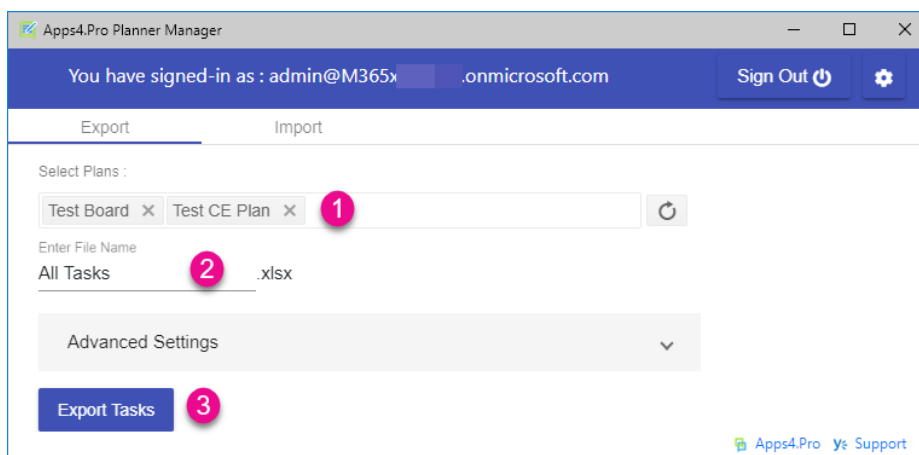 Apps4.Pro Planner Manager
You have signed-in as : admin@M365x .onmicrosoft.com
Sign Out
Export Import
Select Plans :
Test Board × Test CE Plan × 1
Enter File Name
All Tasks 2 .xlsx
Advanced Settings
Export Tasks 3
Apps4.Pro Support